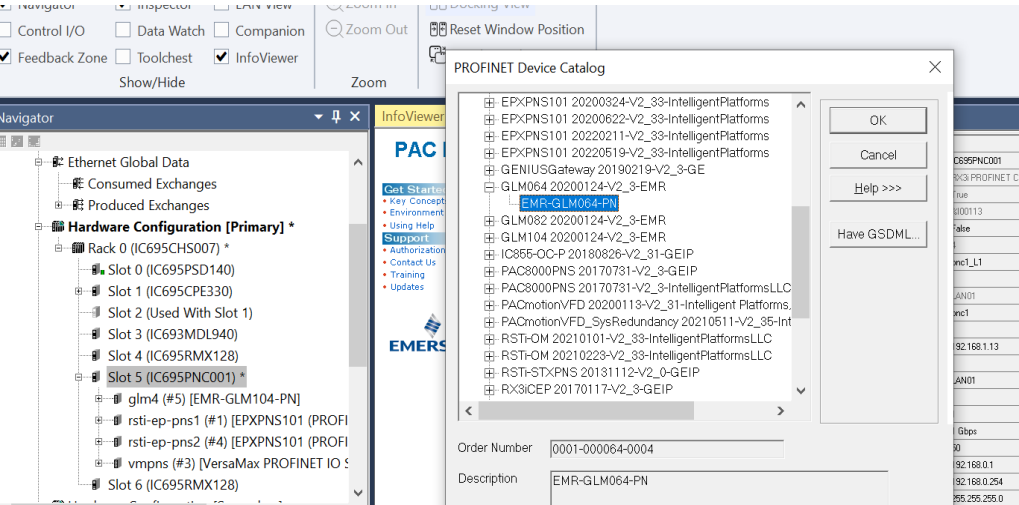 Navigator
Inspector
LAN View
Zoom In
Docking View
Control I/O
Data Watch
Companion
Zoom Out
Reset Window Position
Feedback Zone
Toolchest
InfoViewer
Show/Hide
Zoom
Navigator
Ethernet Global Data
Consumed Exchanges
Produced Exchanges
Hardware Configuration [Primary] *
Rack 0 (IC695CHS007) *
Slot 0 (IC695PSD140)
Slot 1 (IC695CPE330)
Slot 2 (Used With Slot 1)
Slot 3 (IC693MDL940)
Slot 4 (IC695RMX128)
Slot 5 (IC695PNC001) *
glm4 (#5) [EMR-GLM104-PN]
rsti-ep-pns1 (#1) [EPXPNS101 (PROFI
rsti-ep-pns2 (#4) [EPXPNS101 (PROFI
vmpns (#3) [VersaMax PROFINET IO S
Slot 6 (IC695RMX128)
InfoViewer
PAC
Get Starte
Key Concept
Environment
Using Help
Support
Authorization
Contact Us
Training
Updates
EMERS
PROFINET Device Catalog
EPXPNS101 20200324-V2_33-IntelligentPlatforms
EPXPNS101 20200622-V2_33-IntelligentPlatforms
EPXPNS101 20220211-V2_33-IntelligentPlatforms
EPXPNS101 20220519-V2_33-IntelligentPlatforms
GENIUSGateway 20190219-V2_3-GE
GLM064 20200124-V2_3-EMR
EMR-GLM064-PN
GLM082 20200124-V2_3-EMR
GLM104 20200124-V2_3-EMR
IC855-OC-P 20180826-V2_31-GEIP
PAC8000PNS 20170731-V2_3-GEIP
PAC8000PNS 20170731-V2_3-IntelligentPlatformsLLC
PACmotionVFD 20200113-V2_31-Intelligent Platforms,
PACmotionVFD_SysRedundancy 20210511-V2_35-Int
RSTi-OM 20210101-V2_33-IntelligentPlatformsLLC
RSTi-OM 20210223-V2_33-IntelligentPlatformsLLC
RSTi-STXPNS 20131112-V2_0-GEIP
RX3iCEP 20170117-V2_3-GEIP
OK
Cancel
Help >>>
Have GSDML...
Order Number
0001-000064-0004
Description
EMR-GLM064-PN
C695PNC001
RX3i PROFINET C
True
False
pnc1_L1
LAN01
pnc1
192.168.1.13
LAN01
Gbps
192.168.0.1
192.168.0.254
255.255.255.0